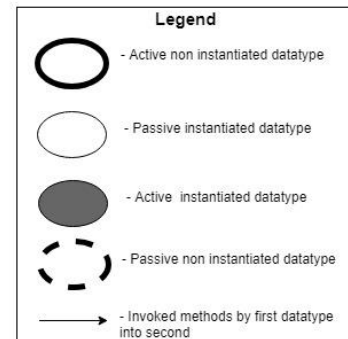 Legend
- Active non instantiated datatype
- Passive instantiated datatype
- Active instantiated datatype
- Passive non instantiated datatype
- Invoked methods by first datatype
into second